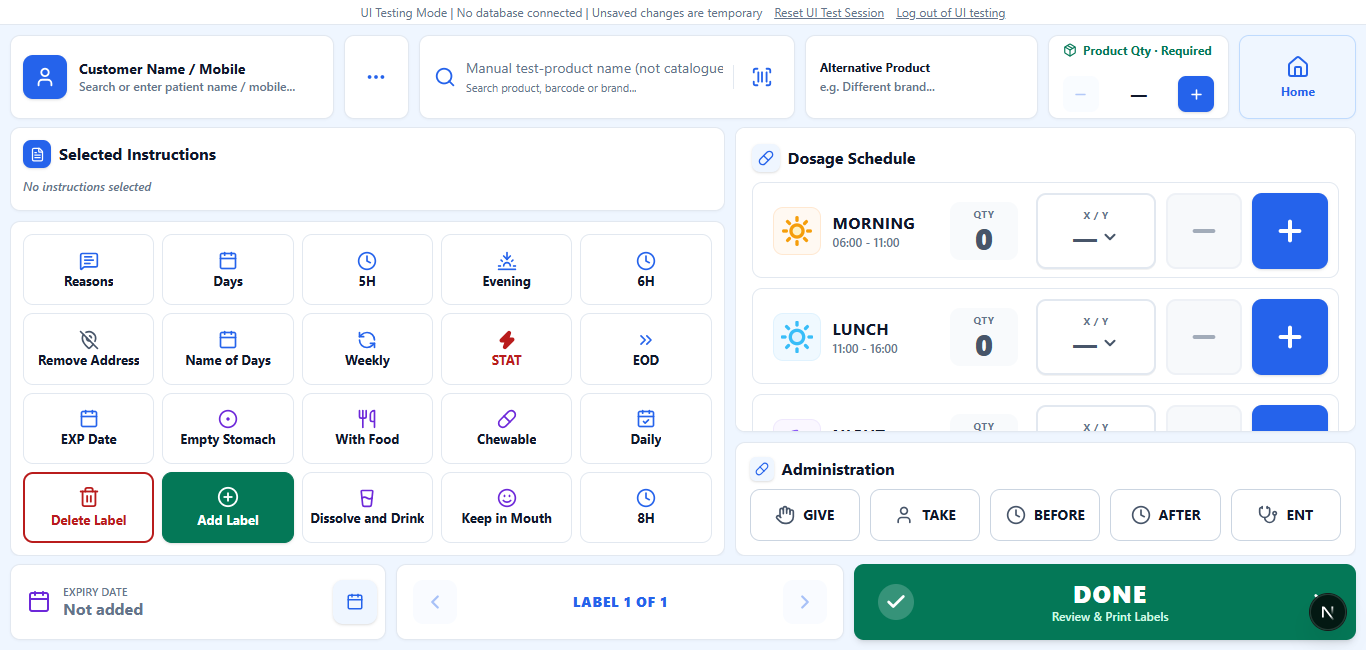 UI Testing Mode | No database connected | Unsaved changes are temporary Reset UI Test Session Log out of UI testing
Customer Name / Mobile
Search or enter patient name / mobile...
Manual test-product name (not catalogue
Search product, barcode or brand...
Alternative Product
e.g. Different brand...
Product Qty · Required
— — +
Home
Selected Instructions
No instructions selected
Reasons
Days
5H
Evening
6H
Remove Address
Name of Days
Weekly
STAT
EOD
EXP Date
Empty Stomach
With Food
Chewable
Daily
Delete Label
Add Label
Dissolve and Drink
Keep in Mouth
8H
Dosage Schedule
MORNING
06:00 - 11:00
QTY
0
X / Y
—
LUNCH
11:00 - 16:00
QTY
0
X / Y
—
QTY
X / Y
Administration
GIVE
TAKE
BEFORE
AFTER
ENT
EXPIRY DATE
Not added
LABEL 1 OF 1
DONE
Review & Print Labels
N